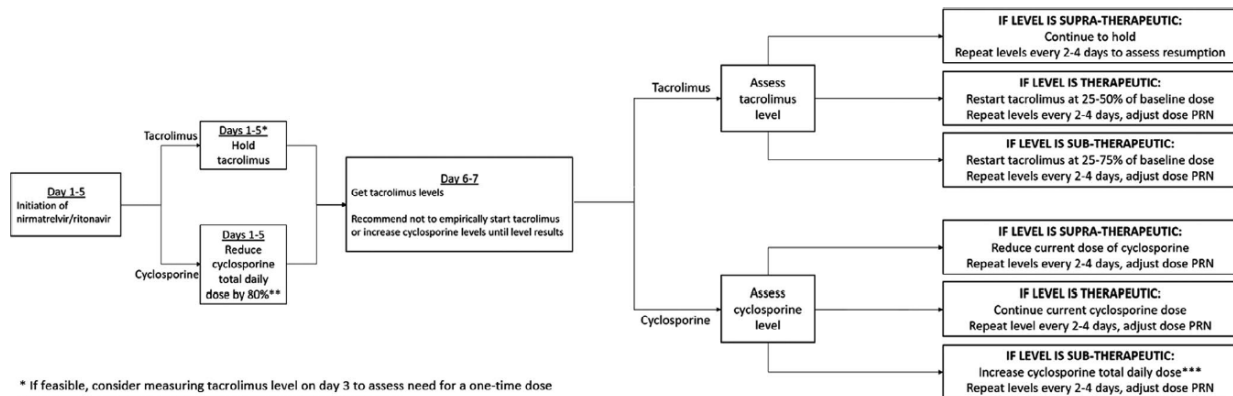 Day 1-5
Initiation of
nirmatrelvir/ritonavir
Tacrolimus
Days 1-5*
Hold
tacrolimus
Cyclosporine
Days 1-5
Reduce
cyclosporine
total daily
dose by 80%**
Day 6-7
Get tacrolimus levels
Recommend not to empirically start tacrolimus
or increase cyclosporine levels until level results
Tacrolimus
Assess
tacrolimus
level
IF LEVEL IS SUPRA-THERAPEUTIC:
Continue to hold
Repeat levels every 2-4 days to assess resumption
IF LEVEL IS THERAPEUTIC:
Restart tacrolimus at 25-50% of baseline dose
Repeat levels every 2-4 days, adjust dose PRN
IF LEVEL IS SUB-THERAPEUTIC:
Restart tacrolimus at 25-75% of baseline dose
Repeat levels every 2-4 days, adjust dose PRN
Cyclosporine
Assess
cyclosporine
level
IF LEVEL IS SUPRA-THERAPEUTIC:
Reduce current dose of cyclosporine
Repeat levels every 2-4 days, adjust dose PRN
IF LEVEL IS THERAPEUTIC:
Continue current cyclosporine dose
Repeat level every 2-4 days, adjust dose PRN
IF LEVEL IS SUB-THERAPEUTIC:
Increase cyclosporine total daily dose***
Repeat levels every 2-4 days, adjust dose PRN
* If feasible, consider measuring tacrolimus level on day 3 to assess need for a one-time dose